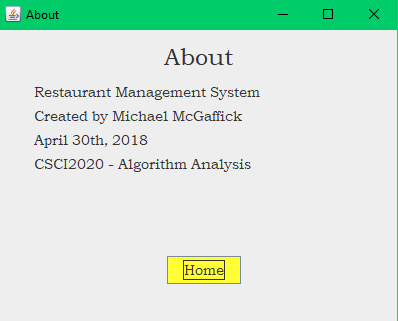 About
About
Restaurant Management System
Created by Michael McGaffick
April 30th, 2018
CSCI2020 - Algorithm Analysis
Home